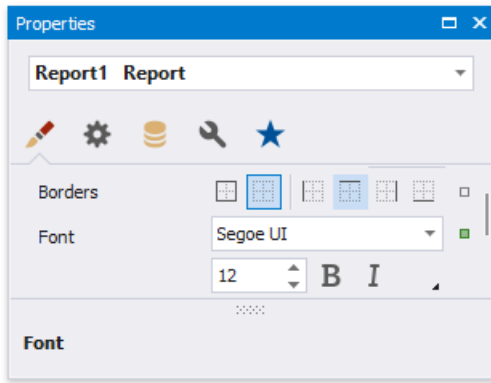 Properties
Report1 Report
Borders
Font
Segoe UI
12
B I
Font